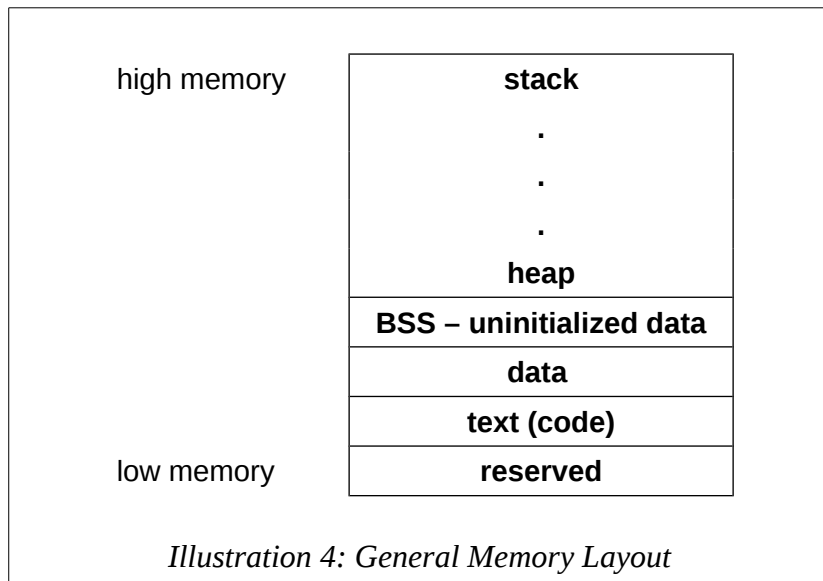 high memory stack
.
.
.
heap
BSS – uninitialized data
data
text (code)
low memory reserved
Illustration 4: General Memory Layout